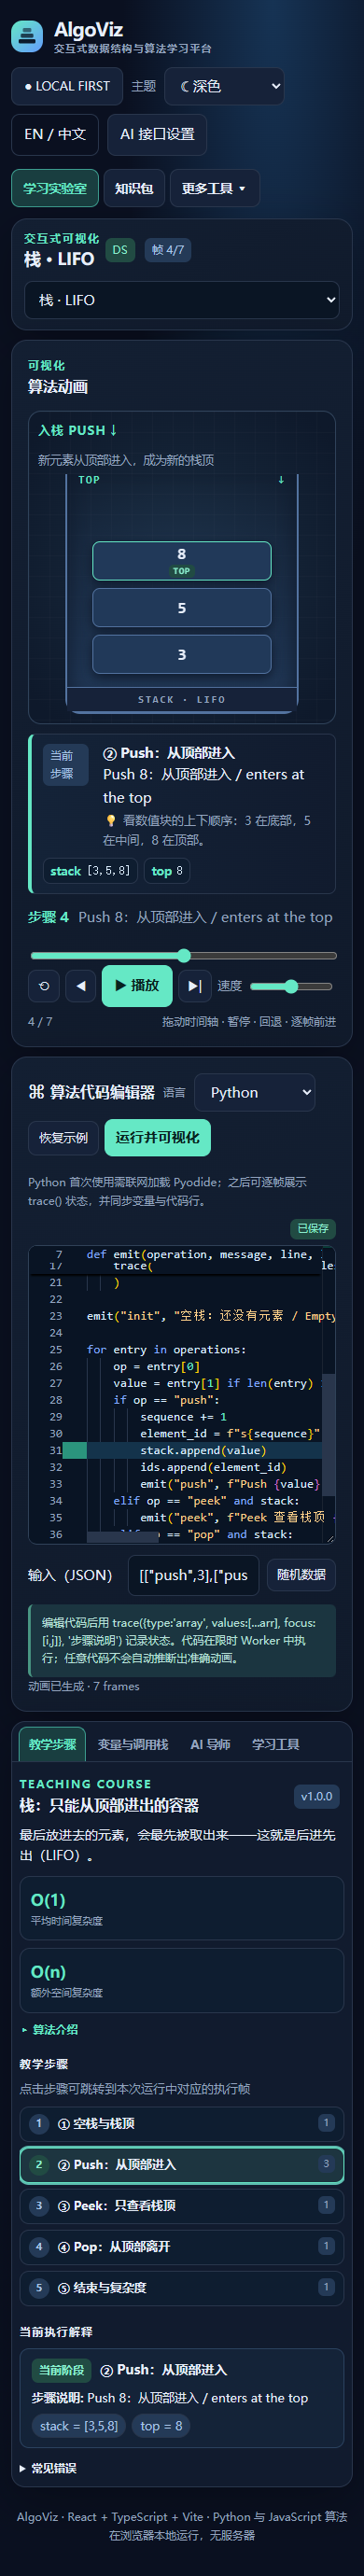 AlgoViz
交互式数据结构与算法学习平台
● LOCAL FIRST 主题 ☾ 深色
EN / 中文 AI 接口设置
学习实验室 知识包 更多工具 ▾
交互式可视化
栈 · LIFO DS 帧 4/7
栈 · LIFO
可视化
算法动画
入栈 PUSH ↓
新元素从顶部进入，成为新的栈顶
TOP ↓
8
TOP
5
3
STACK · LIFO
当前步骤
② Push：从顶部进入
Push 8：从顶部进入 / enters at
the top
💡 看数值块的上下顺序：3 在底部，5
在中间，8 在顶部。
stack [3,5,8] top 8
步骤 4 Push 8：从顶部进入 / enters at the top
⟲ ◀ ▶ 播放 ▶| 速度
4 / 7 拖动时间轴 · 暂停 · 回退 · 逐帧前进
⌘ 算法代码编辑器 语言 Python
恢复示例 运行并可视化
Python 首次使用需联网加载 Pyodide；之后可逐帧展示
trace() 状态，并同步变量与代码行。
已保存
7 def emit(operation, message, line,
17 trace(
21 )
22
23 emit("init", "空栈：还没有元素 / Empty
24
25 for entry in operations:
26 op = entry[0]
27 value = entry[1] if len(entry)
28 if op == "push":
29 sequence += 1
30 element_id = f"s{sequence}"
31 stack.append(value)
32 ids.append(element_id)
33 emit("push", f"Push {value}
34 elif op == "peek" and stack:
35 emit("peek", f"Peek 查看栈顶
36 == "pop" and stack:
输入（JSON） [["push",3],["pus 随机数据
编辑代码后用 trace({type:'array', values:[...arr], focus:
[i,j]}, '步骤说明') 记录状态。代码在限时 Worker 中执
行；任意代码不会自动推断出准确动画。
动画已生成 · 7 frames
教学步骤 变量与调用栈 AI 导师 学习工具
TEACHING COURSE
栈：只能从顶部进出的容器 v1.0.0
最后放进去的元素，会最先被取出来——这就是后进先
出（LIFO）。
O(1)
平均时间复杂度
O(n)
额外空间复杂度
▸ 算法介绍
教学步骤
点击步骤可跳转到本次运行中对应的执行帧
1 ① 空栈与栈顶 1
2 ② Push：从顶部进入 3
3 ③ Peek：只查看栈顶 1
4 ④ Pop：从顶部离开 1
5 ⑤ 结束与复杂度 1
当前执行解释
当前阶段 ② Push：从顶部进入
步骤说明: Push 8：从顶部进入 / enters at the top
stack = [3,5,8] top = 8
▸ 常见错误
AlgoViz · React + TypeScript + Vite · Python 与 JavaScript 算法
在浏览器本地运行，无服务器